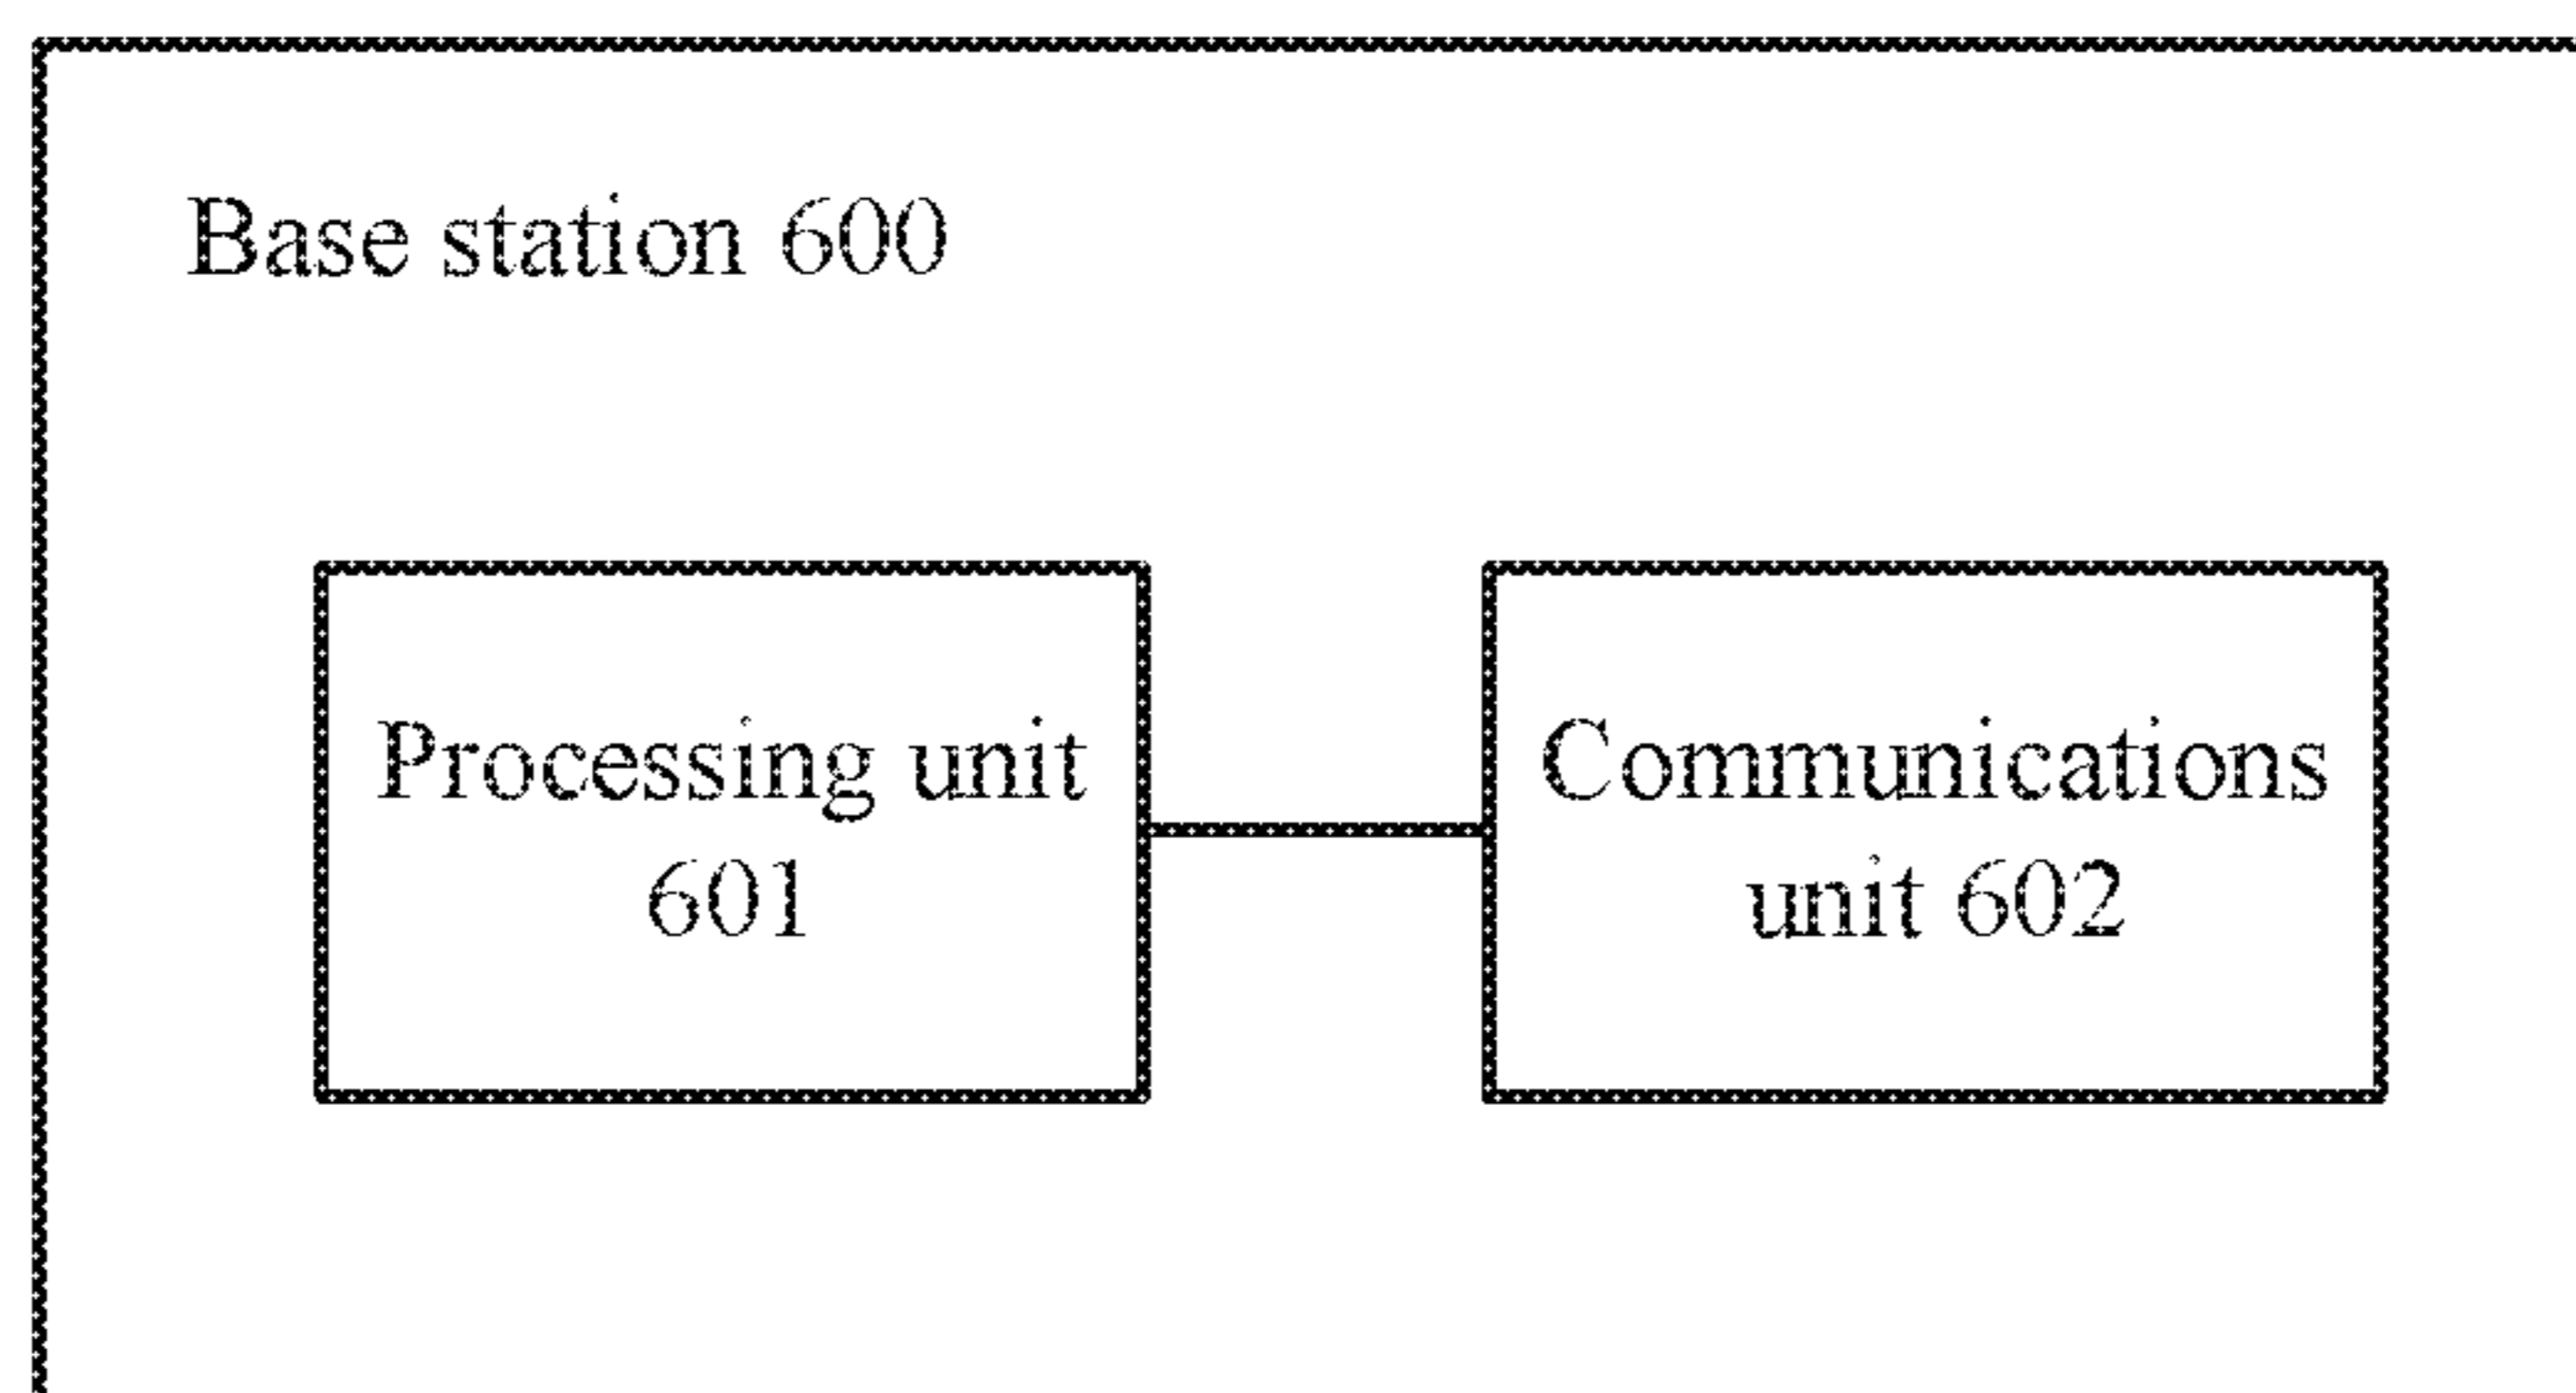 Base station 600
Processing unit
601
Communications
unit 602